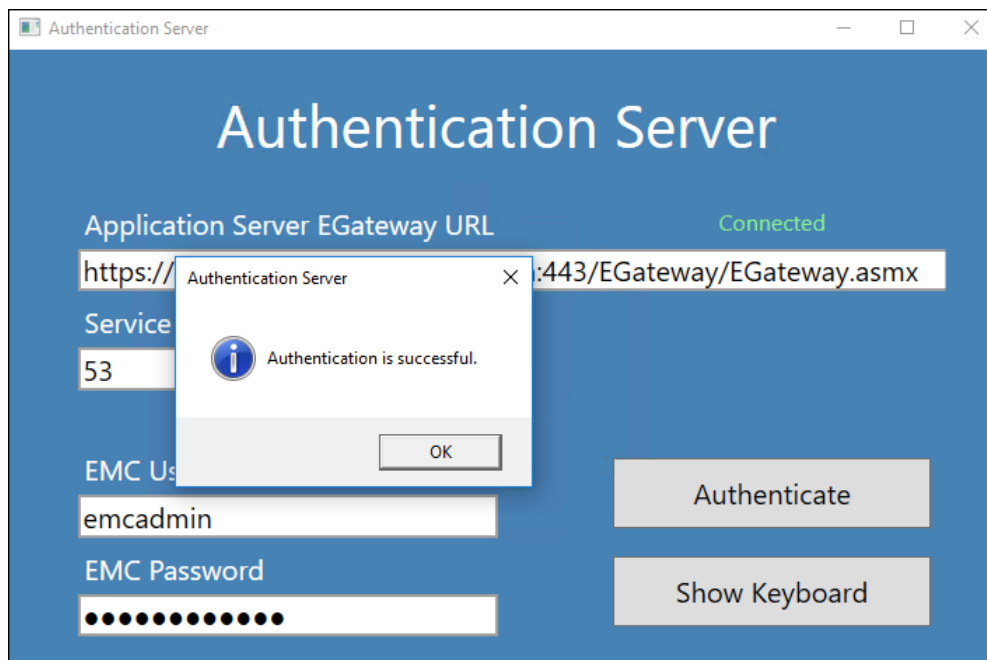 Authentication Server
Authentication Server
Application Server EGateway URL
Connected
https:// :443/EGateway/EGateway.asmx
Authentication Server
Service
Authentication is successful.
53
OK
EMC
emcadmin
Authenticate
EMC Password
●●●●●●●●●●●●
Show Keyboard